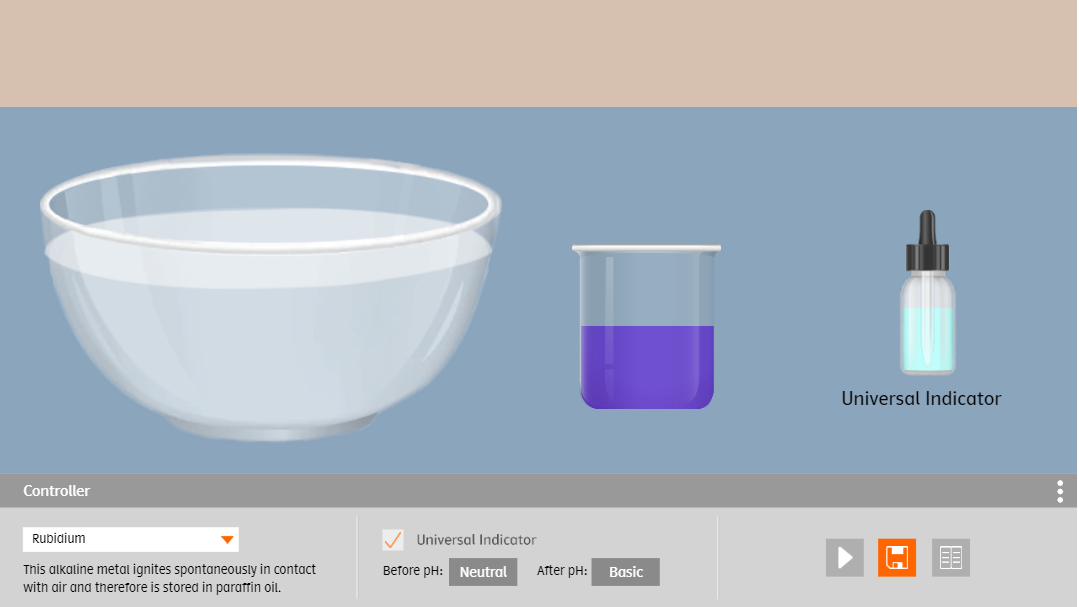 Universal Indicator
Controller
Rubidium
This alkaline metal ignites spontaneously in contact
with air and therefore is stored in paraffin oil.
Universal Indicator
Before pH: Neutral After pH: Basic